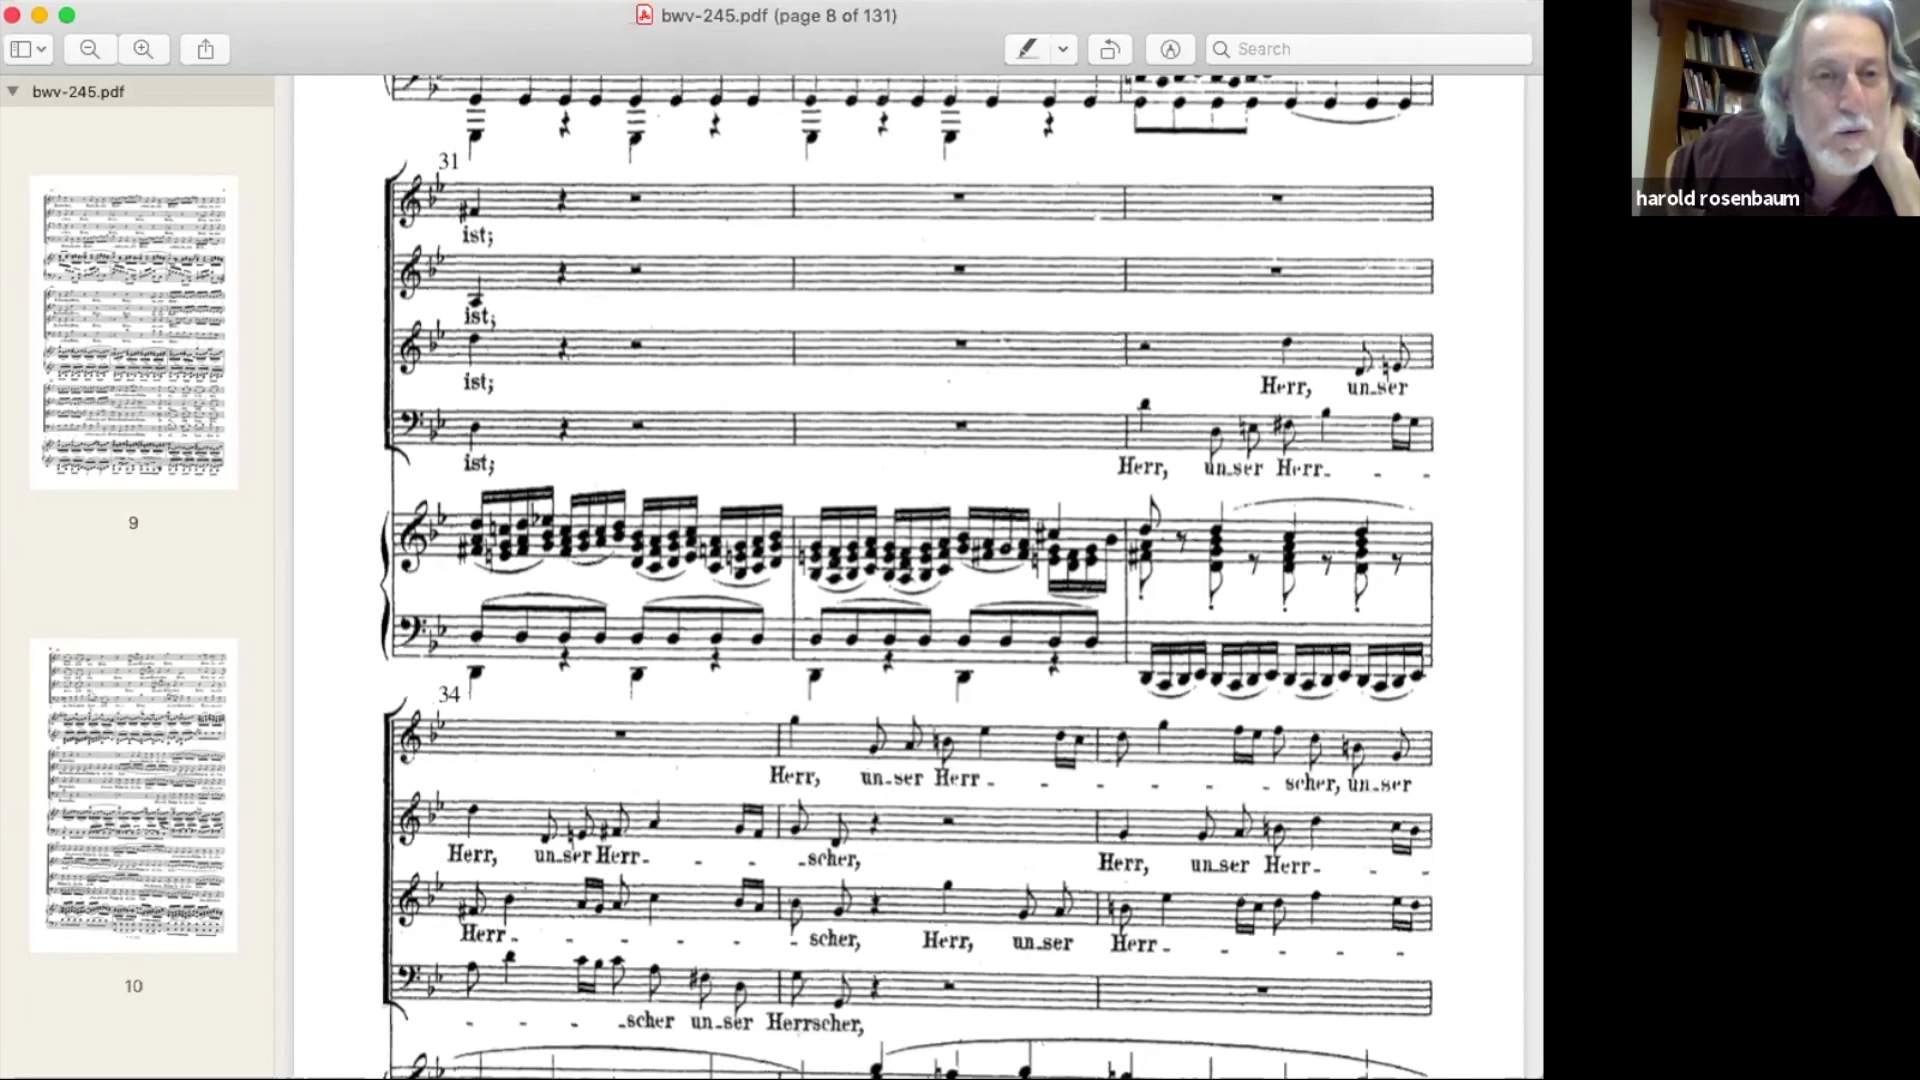 bwv-245.pdf (page 8 of 131)
Search
bwv-245.pdf
9
10
31
ist;
ist;
ist;
Herr, un-ser
ist;
Herr, un-ser Herr-
34
Herr, un-ser Herr - - - - - - scher, un-ser
Herr, un-ser Herr- - - -scher,
Herr, un-ser Herr- - -
Herr- - - - - scher, Herr, un-ser Herr- - - - -
- - - -scher un-ser Herrscher,
harold rosenbaum